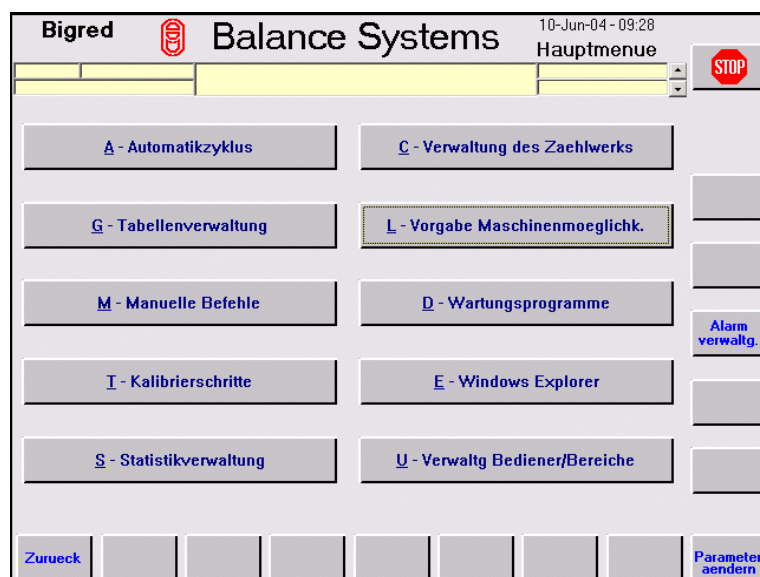 Bigred
Balance Systems
10-Jun-04 - 09:28
Hauptmenue
STOP
A - Automatikzyklus
C - Verwaltung des Zaehlwerks
G - Tabellenverwaltung
L - Vorgabe Maschinenmoeglichk.
M - Manuelle Befehle
D - Wartungsprogramme
Alarm
verwaltg.
T - Kalibrierschritte
E - Windows Explorer
S - Statistikverwaltung
U - Verwaltg Bediener/Bereiche
Zurueck
Parameter
aendern